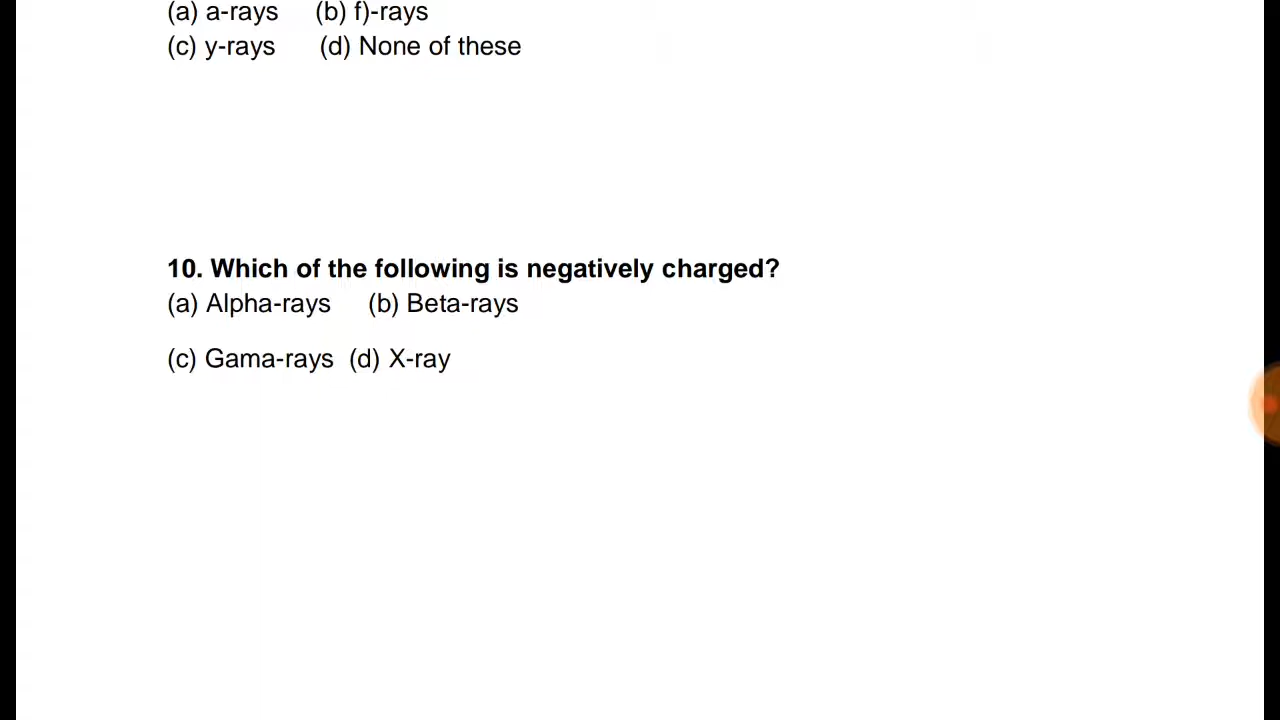 (a) a-rays (b) f)-rays
(c) y-rays (d) None of these
10. Which of the following is negatively charged?
(a) Alpha-rays (b) Beta-rays
(c) Gama-rays (d) X-ray